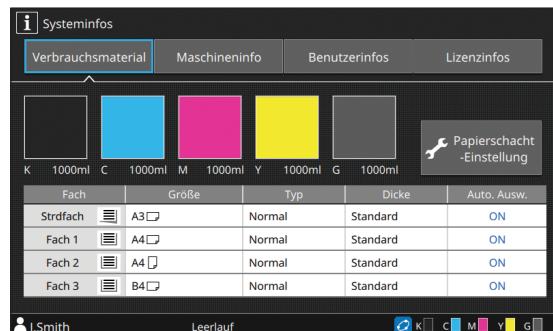 i Systeminfos
Verbrauchsmaterial Maschineninfo Benutzerinfos Lizenzinfos
K 1000ml C 1000ml M 1000ml Y 1000ml G 1000ml
Papierschacht
-Einstellung
Fach Größe Typ Dicke Auto. Ausw.
Strdfach A3 Normal Standard ON
Fach 1 A4 Normal Standard ON
Fach 2 A4 Normal Standard ON
Fach 3 B4 Normal Standard ON
J.Smith Leerlauf K C M Y G